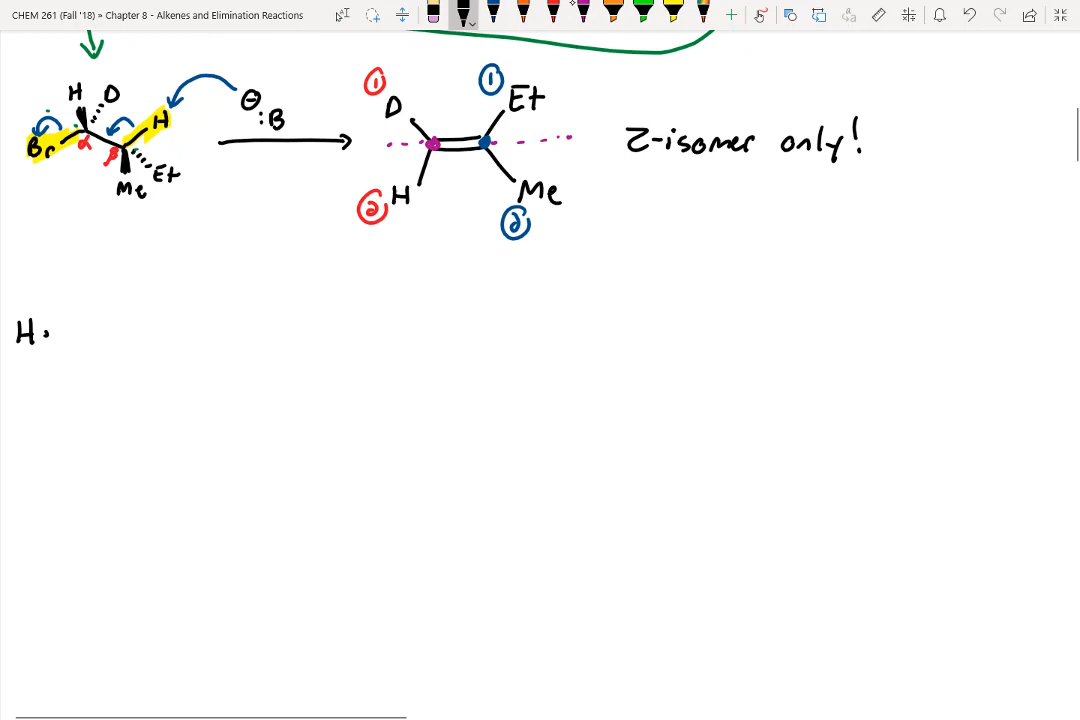 CHEM 261 (Fall '18) » Chapter 8 - Alkenes and Elimination Reactions
H D H ⊖ :B
Br α β
Me Et
① D ① Et
② H Me ②
Z-isomer only!
H.